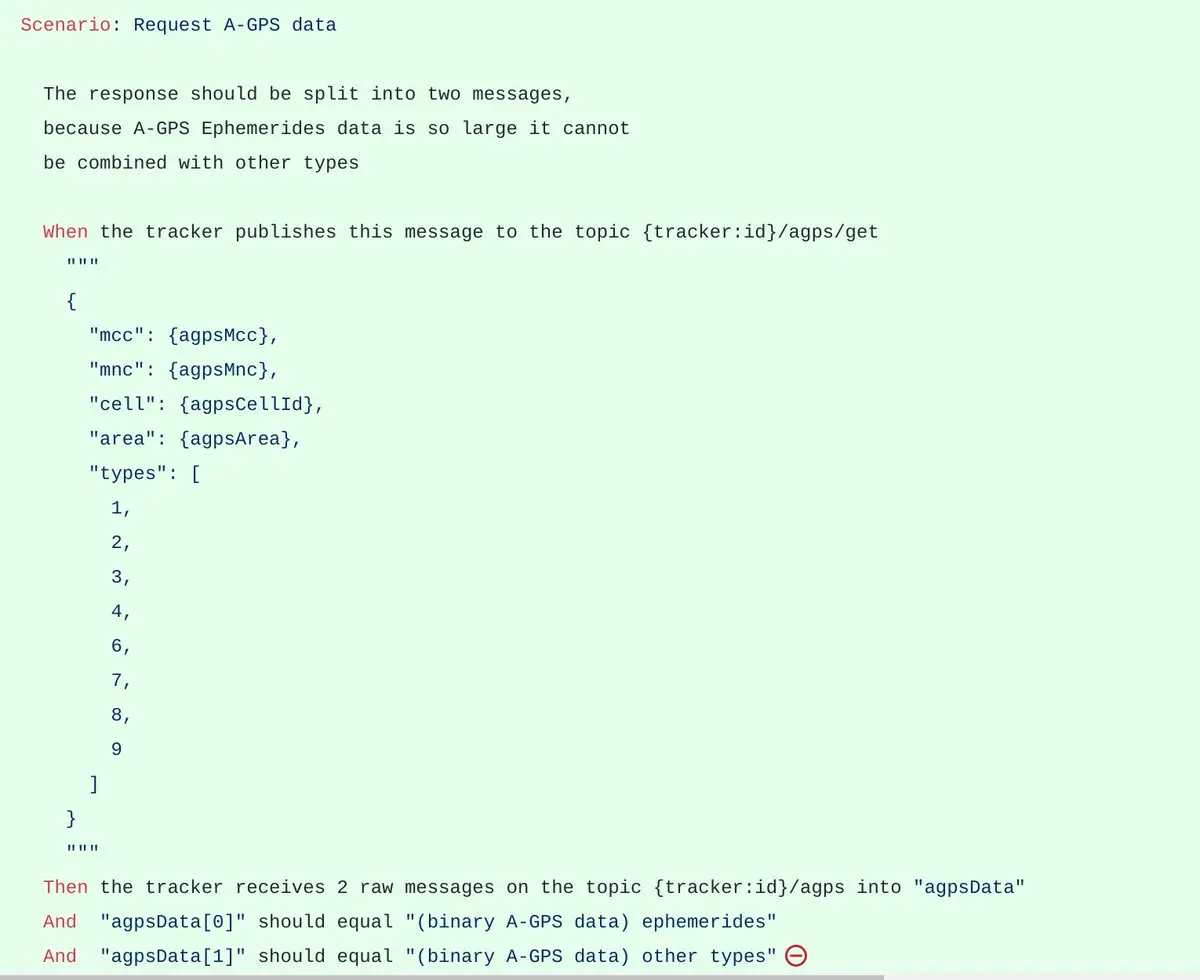 Scenario: Request A-GPS data
The response should be split into two messages,
because A-GPS Ephemerides data is so large it cannot
be combined with other types
When the tracker publishes this message to the topic {tracker:id}/agps/get
"""
{
"mcc": {agpsMcc},
"mnc": {agpsMnc},
"cell": {agpsCellId},
"area": {agpsArea},
"types": [
1,
2,
3,
4,
6,
7,
8,
9
]
}
"""
Then the tracker receives 2 raw messages on the topic {tracker:id}/agps into "agpsData"
And  "agpsData[0]" should equal "(binary A-GPS data) ephemerides"
And  "agpsData[1]" should equal "(binary A-GPS data) other types"